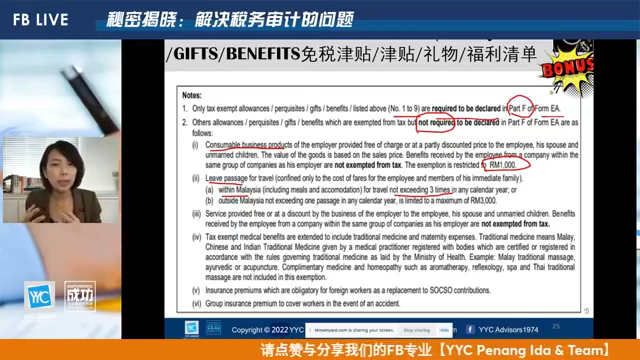 FB LIVE
秘密揭晓：解决税务审计的问题
/GIFTS/BENEFITS免税津贴/津贴/礼物/福利清单
BONUS
Notes:
1. Only tax exempt allowances / perquisites / gifts / benefits listed above (No. 1 to 9) are required to be declared in Part F of Form EA.
2. Others allowances / perquisites / gifts / benefits which are exempted from tax but not required to be declared in Part F of Form EA are as
follows:
(i) Consumable business products of the employer provided free of charge or at a partly discounted price to the employee, his spouse and
unmarried children. The value of the goods is based on the sales price. Benefits received by the employee from a company within the
same group of companies as his employer are not exempted from tax. The exemption is restricted to RM1,000.
(ii) Leave passage for travel (confined only to the cost of fares for the employee and members of his immediate family).
(a) within Malaysia (including meals and accomodation) for travel not exceeding 3 times in any calendar year; or
(b) outside Malaysia not exceeding one passage in any calendar year, is limited to a maximum of RM3,000.
(iii) Service provided free or at a discount by the business of the employer to the employee, his spouse and unmarried children. Benefits
received by the employee from a company within the same group of companies as his employer are not exempted from tax.
(iv) Tax exempt medical benefits are extended to include traditional medicine and maternity expenses. Traditional medicine means Malay,
Chinese and Indian Traditional Medicine given by a medical practitioner registered with bodies which are certified or registered in
accordance with the rules governing traditional medicine as laid by the Ministry of Health. Example: Malay traditional massage,
ayurvedic or acupuncture. Complimentary medicine and homeopathy such as aromatherapy, reflexology, spa and Thai traditional
massage are not included in this exemption.
(v) Insurance premiums which are obligatory for foreign workers as a replacement to SOCSO contributions.
(vi) Group insurance premium to cover workers in the event of an accident.
YYC
成功
Copyright © 2022 YYC
streamyard.com is sharing your screen.
Stop sharing
Hide
YYC Advisors1974
25
请点赞与分享我们的FB专业【YYC Penang Ida & Team】